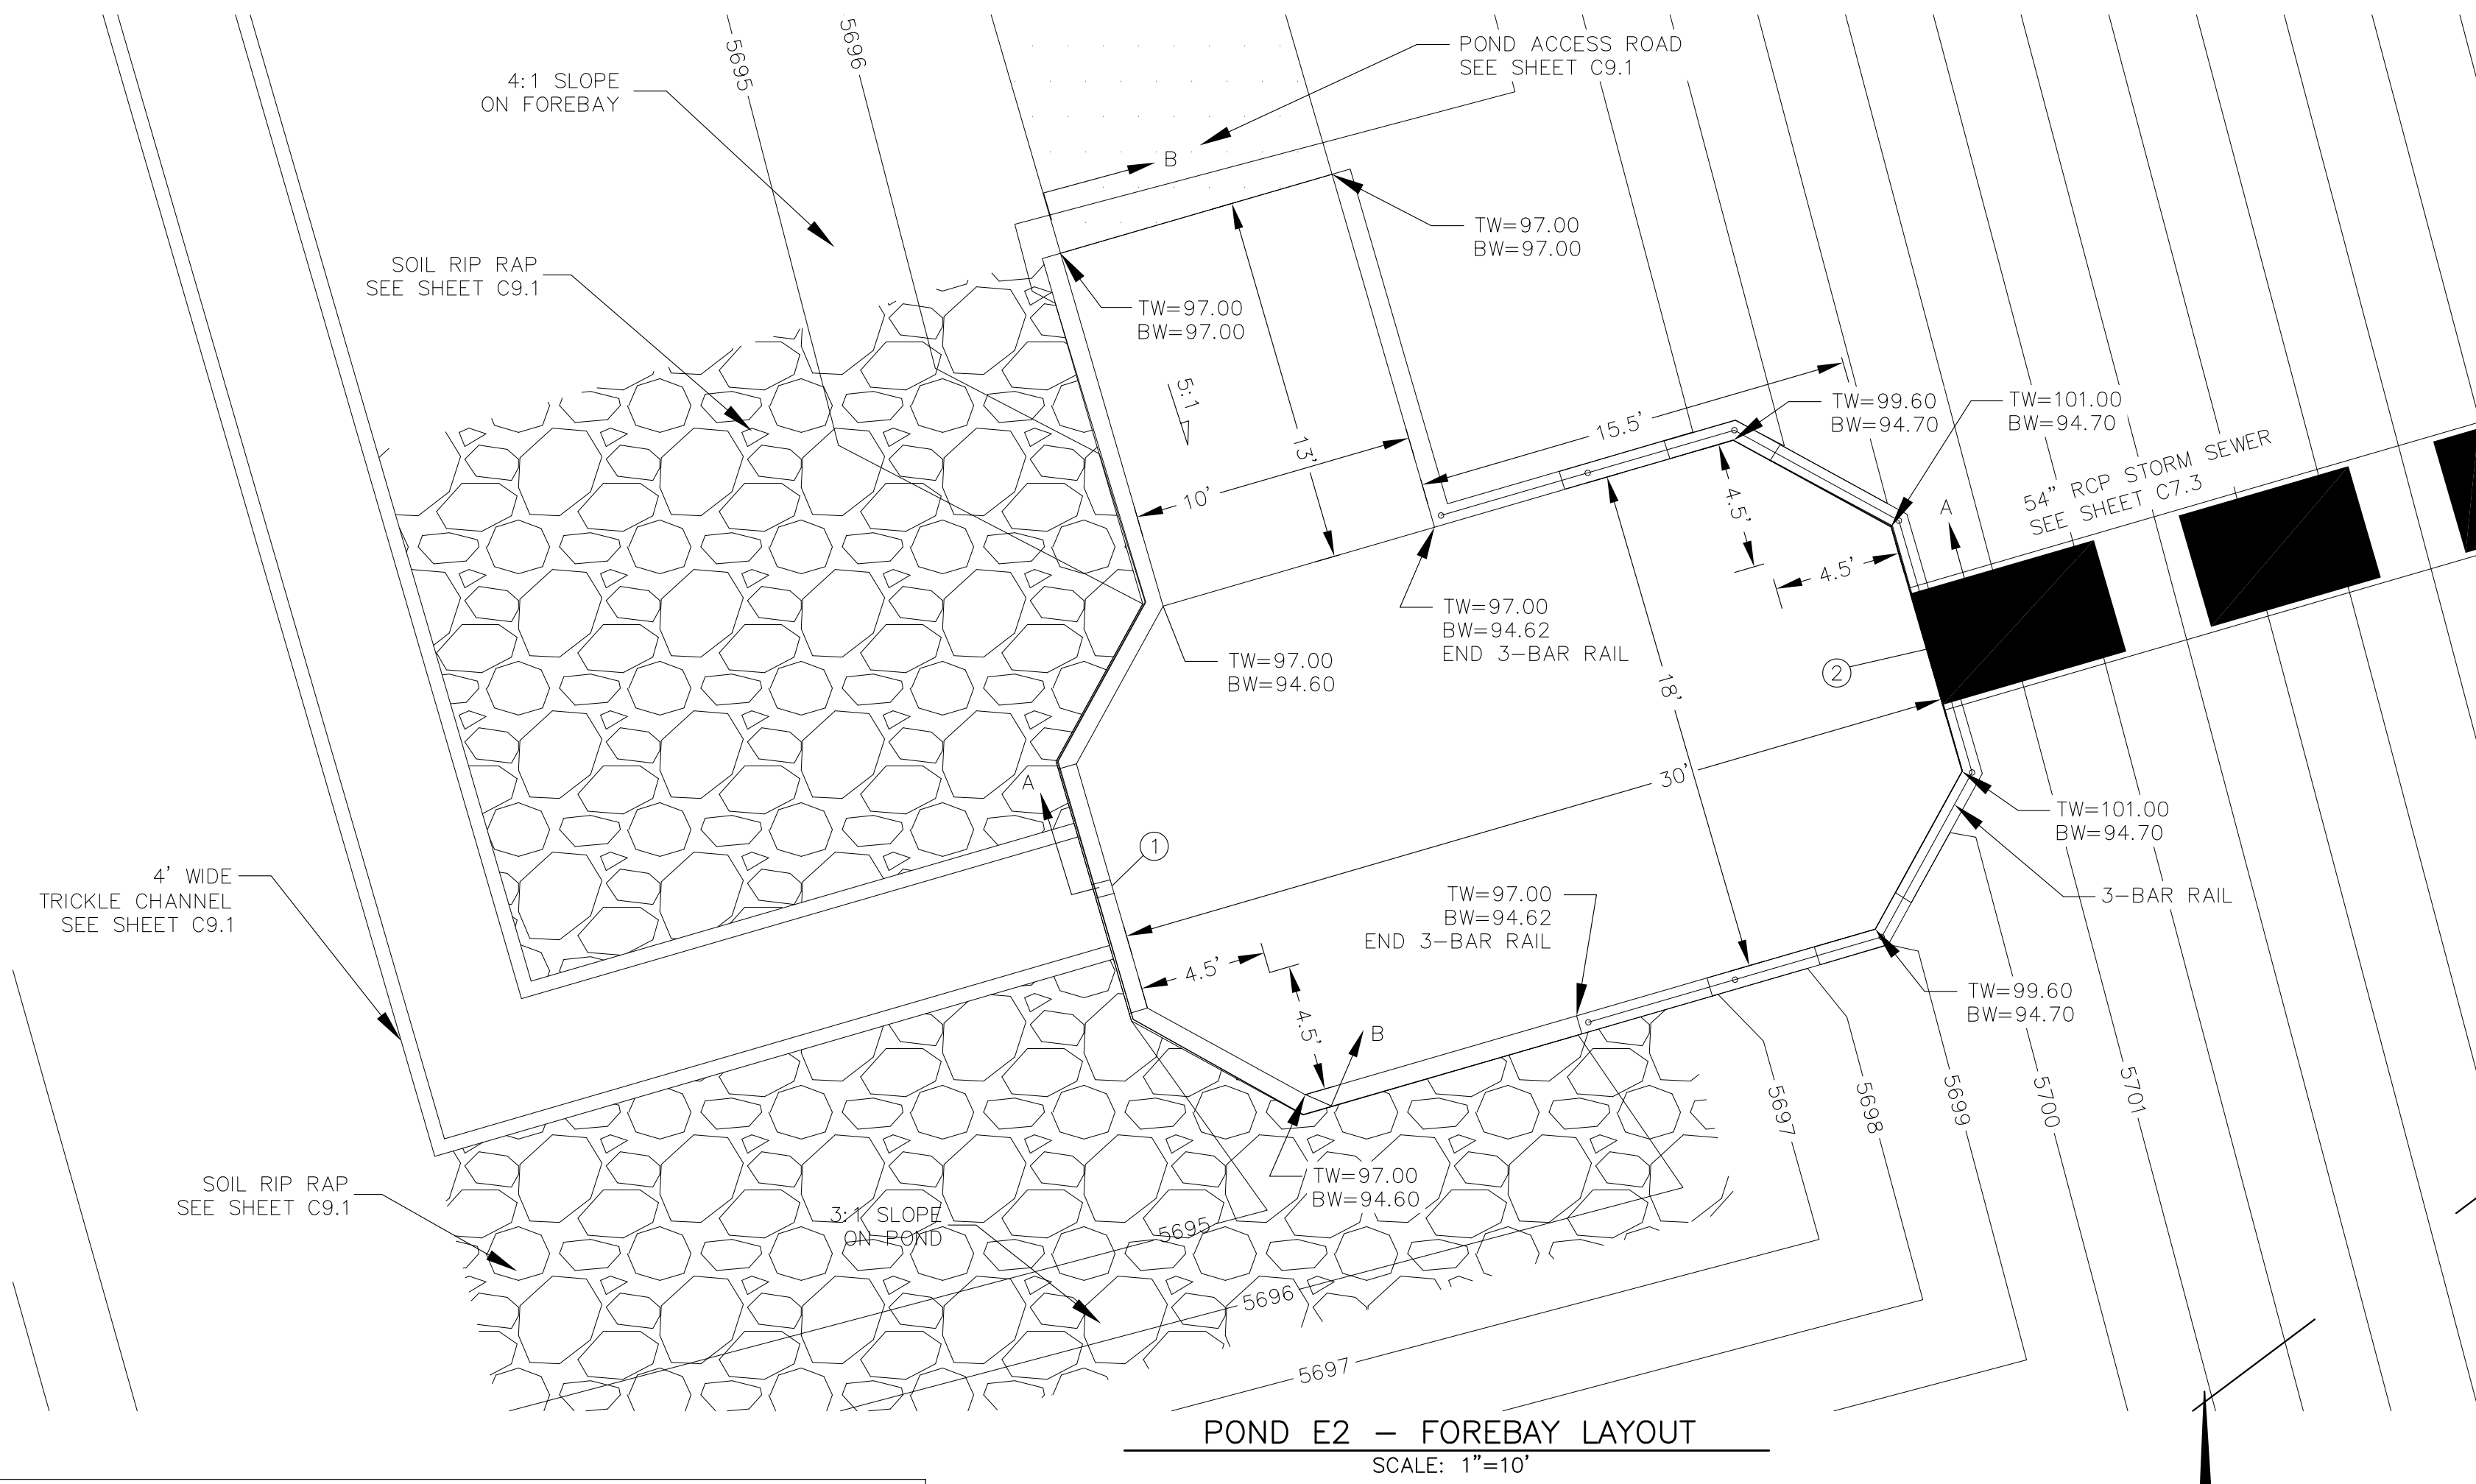 5695
5696
4:1 SLOPE
ON FOREBAY
POND ACCESS ROAD
SEE SHEET C9.1
B
SOIL RIP RAP
SEE SHEET C9.1
TW=97.00
BW=97.00
TW=97.00
BW=97.00
5:1
13'
10'
15.5'
TW=99.60
BW=94.70
TW=101.00
BW=94.70
54" RCP STORM SEWER
SEE SHEET C7.3
A
4.5'
4.5'
TW=97.00
BW=94.62
END 3-BAR RAIL
TW=97.00
BW=94.60
2
18'
30'
A
1
TW=101.00
BW=94.70
3-BAR RAIL
4' WIDE
TRICKLE CHANNEL
SEE SHEET C9.1
TW=97.00
BW=94.62
END 3-BAR RAIL
4.5'
4.5'
B
TW=99.60
BW=94.70
5697
5698
5699
5700
5701
SOIL RIP RAP
SEE SHEET C9.1
TW=97.00
BW=94.60
3:1 SLOPE
ON POND
5695
5696
5697
POND E2 - FOREBAY LAYOUT
SCALE: 1"=10'